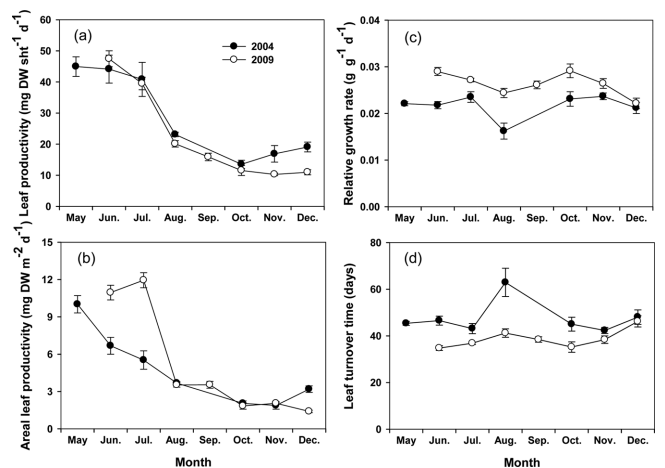 (a)
2004
2009
Leaf productivity (mg DW sht⁻¹ d⁻¹)
60
50
40
30
20
10
0
May Jun. Jul. Aug. Sep. Oct. Nov. Dec.
(c)
Relative growth rate (g g⁻¹ d⁻¹)
0.04
0.03
0.02
0.01
0.00
May Jun. Jul. Aug. Sep. Oct. Nov. Dec.
(b)
Areal leaf productivity (mg DW m⁻² d⁻¹)
15
12
9
6
3
0
May Jun. Jul. Aug. Sep. Oct. Nov. Dec.
Month
(d)
Leaf turnover time (days)
80
60
40
20
0
May Jun. Jul. Aug. Sep. Oct. Nov. Dec.
Month